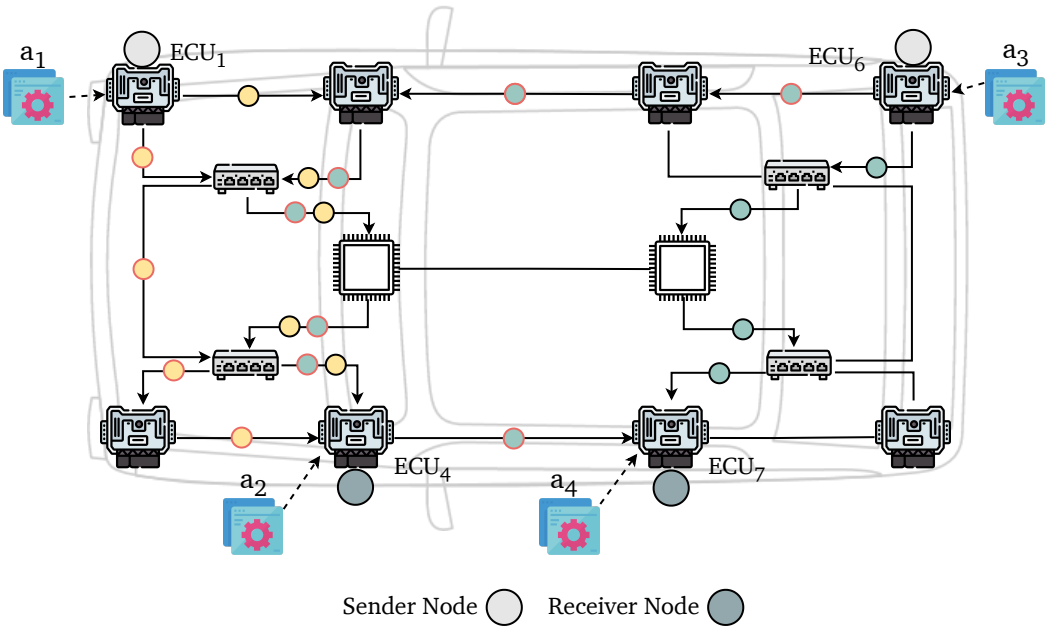 a1
ECU1
ECU6
a3
a2
ECU4
a4
ECU7
Sender Node
Receiver Node